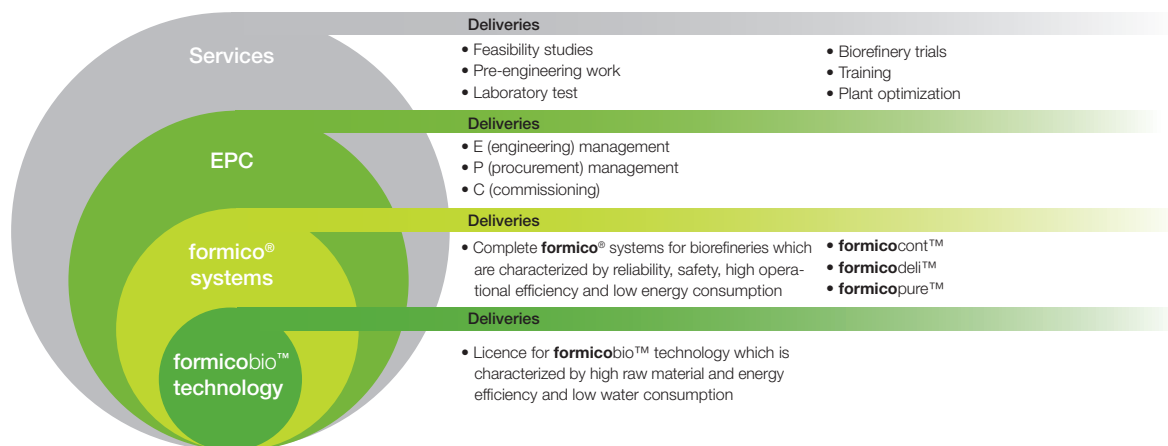 Services
Deliveries
• Feasibility studies
• Pre-engineering work
• Laboratory test
• Biorefinery trials
• Training
• Plant optimization
EPC
Deliveries
• E (engineering) management
• P (procurement) management
• C (commissioning)
formico®
systems
Deliveries
• Complete formico® systems for biorefineries which
are characterized by reliability, safety, high opera-
tional efficiency and low energy consumption
• formicocont™
• formicodeli™
• formicopure™
formicobio™
technology
Deliveries
• Licence for formicobio™ technology which is
characterized by high raw material and energy
efficiency and low water consumption